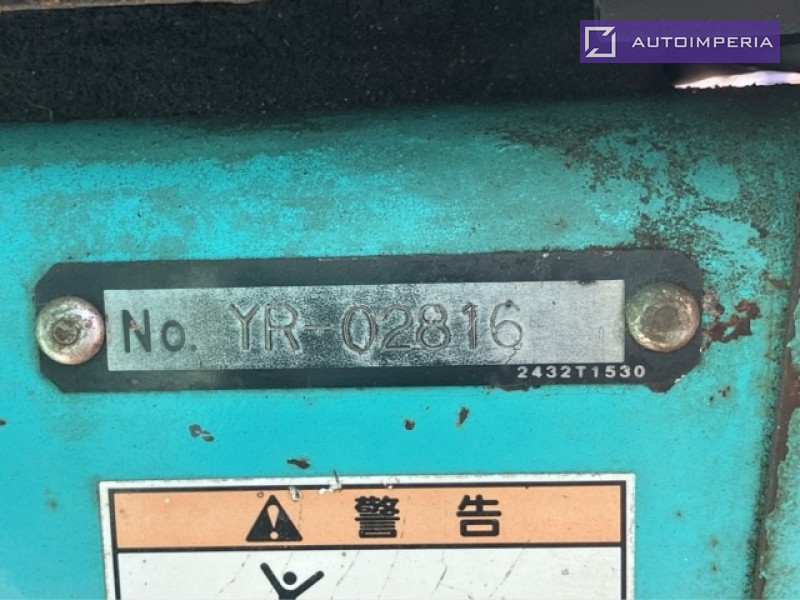 AUTOIMPERIA
No. YR-02816
2432T1530
警告